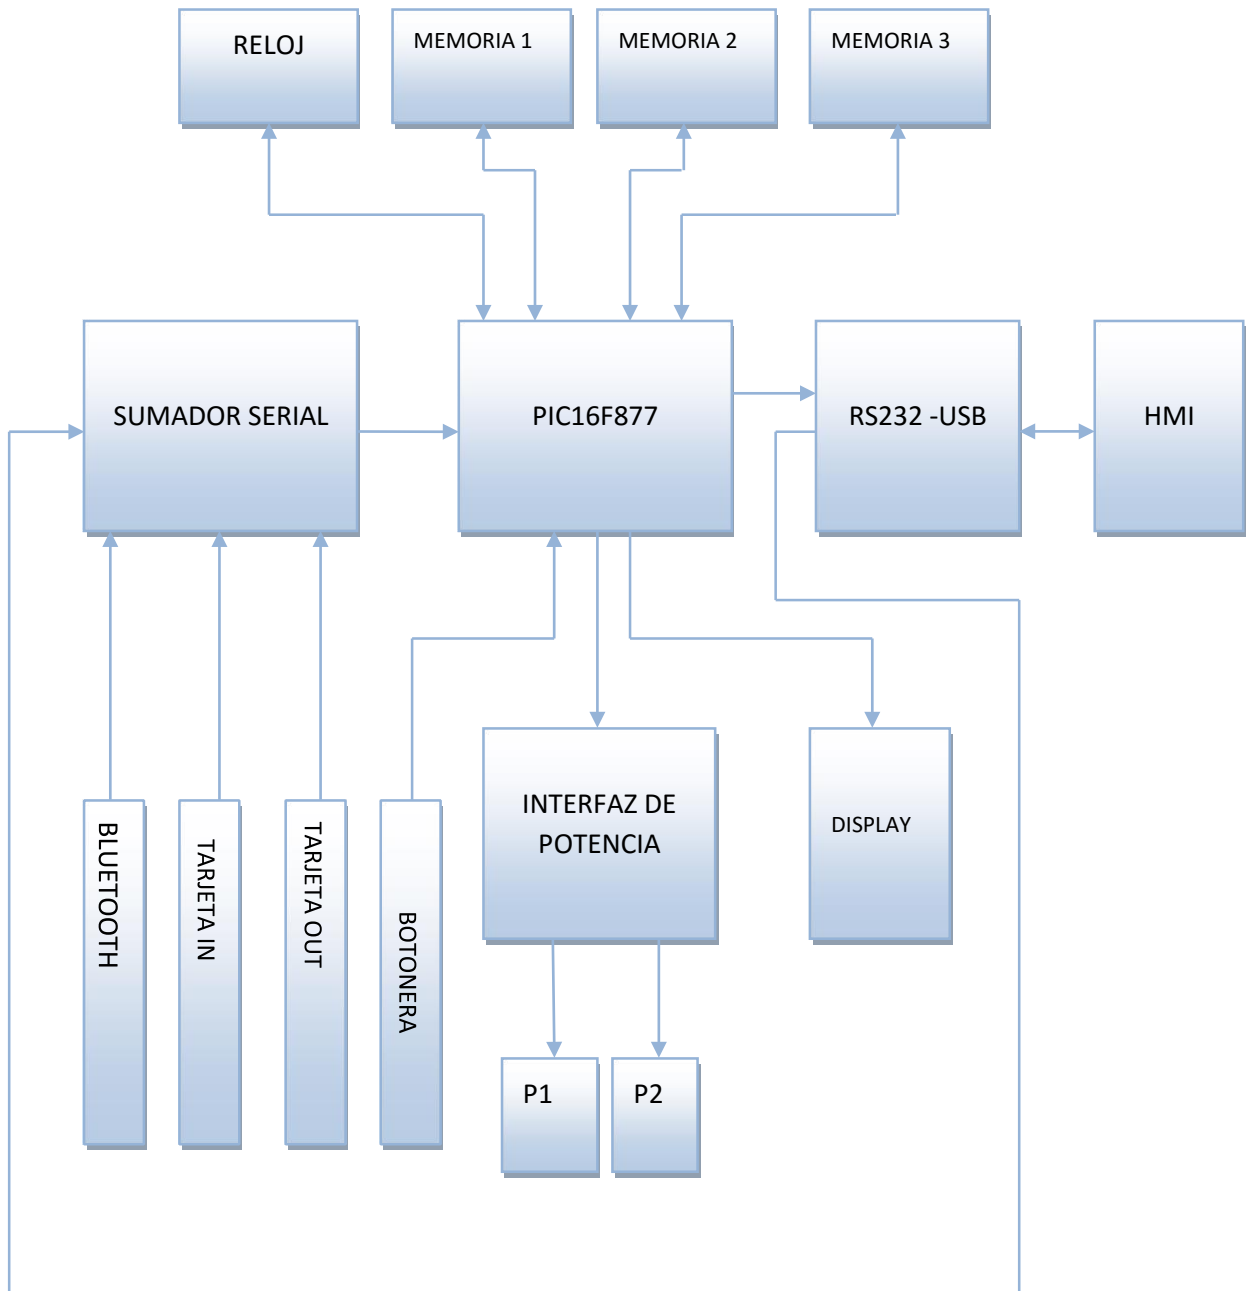 RELOJ
MEMORIA 1
MEMORIA 2
MEMORIA 3
SUMADOR SERIAL
PIC16F877
RS232 -USB
HMI
BLUETOOTH
TARJETA IN
TARJETA OUT
BOTONERA
INTERFAZ DE
POTENCIA
DISPLAY
P1
P2